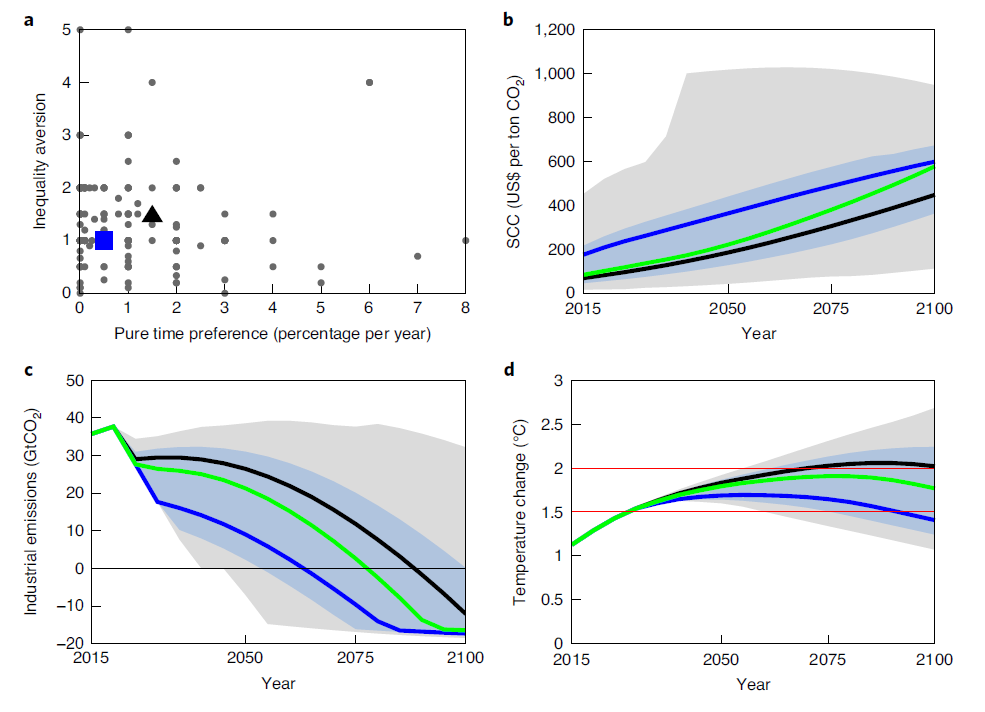 a
5
4
3
2
1
0
0 1 2 3 4 5 6 7 8
Inequality aversion
Pure time preference (percentage per year)
b
1,200
1,000
800
600
400
200
0
2015 2050 2075 2100
SCC (US$ per ton CO₂)
Year
c
50
40
30
20
10
0
–10
–20
2015 2050 2075 2100
Industrial emissions (GtCO₂)
Year
d
3
2.5
2
1.5
1
0.5
0
2015 2050 2075 2100
Temperature change (°C)
Year